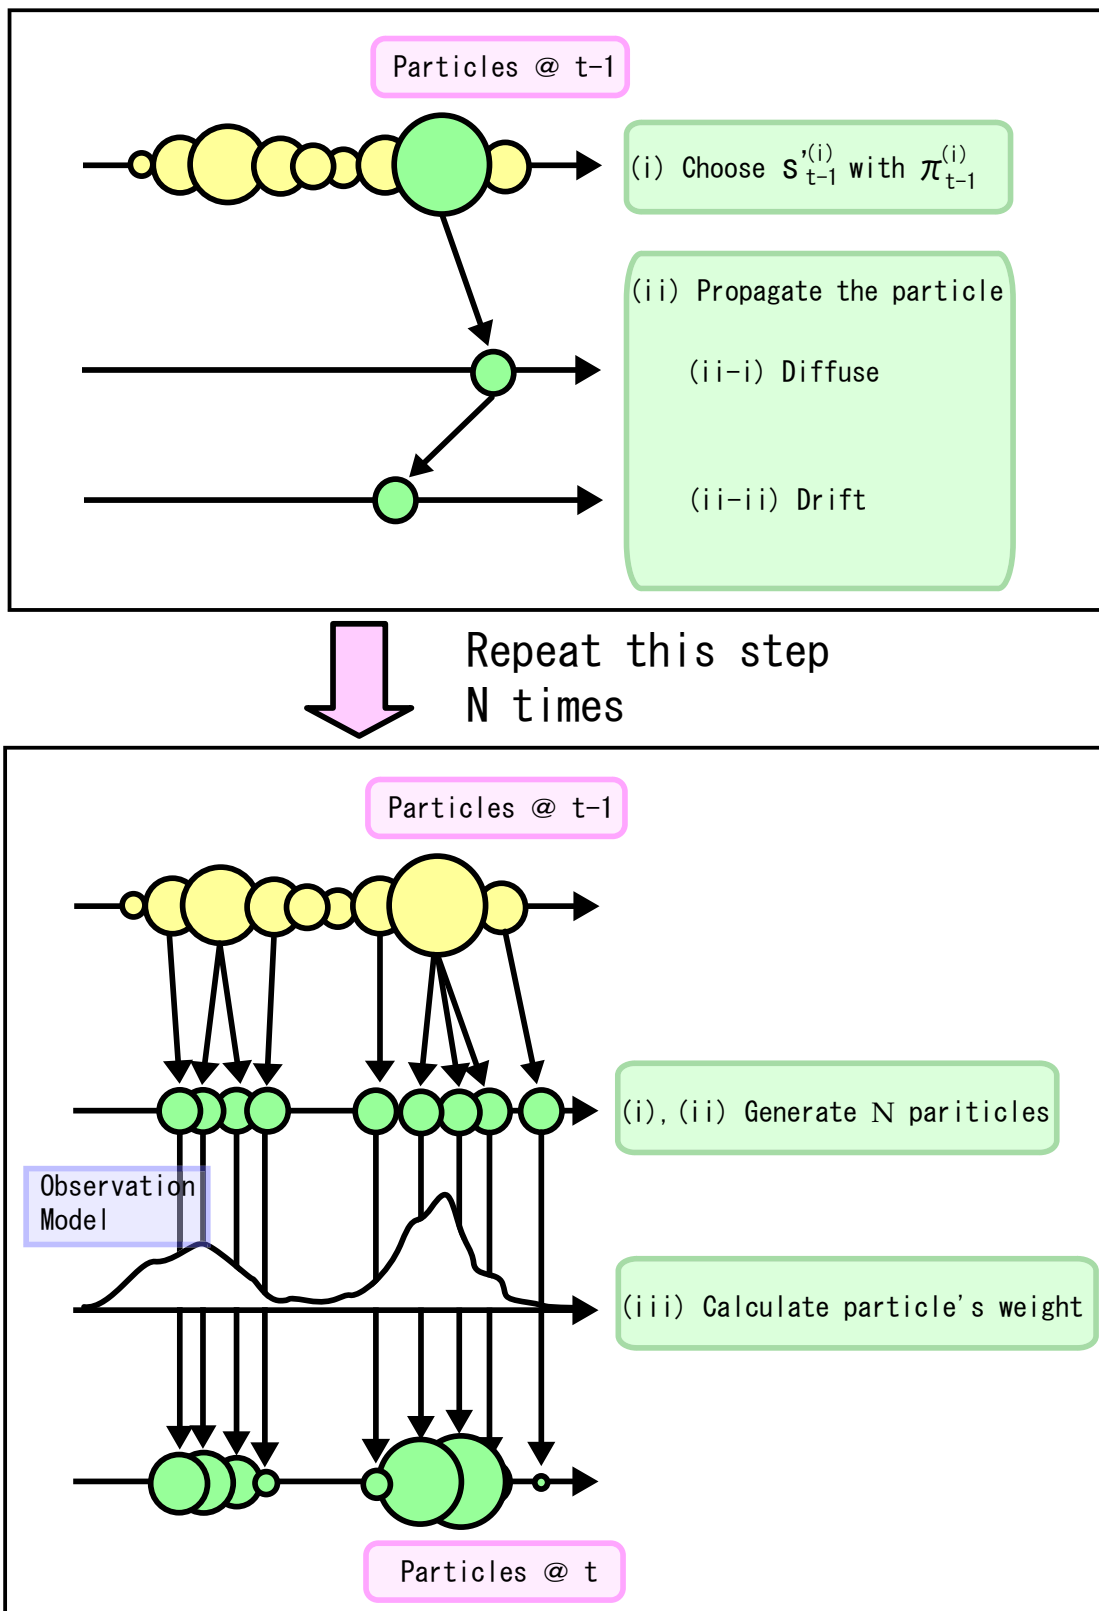 Particles @ t-1
(i) Choose s'^{(i)}_{t-1} with π^{(i)}_{t-1}
(ii) Propagate the particle
(ii-i) Diffuse
(ii-ii) Drift
Repeat this step
N times
Particles @ t-1
(i), (ii) Generate N pariticles
Observation
Model
(iii) Calculate particle's weight
Particles @ t